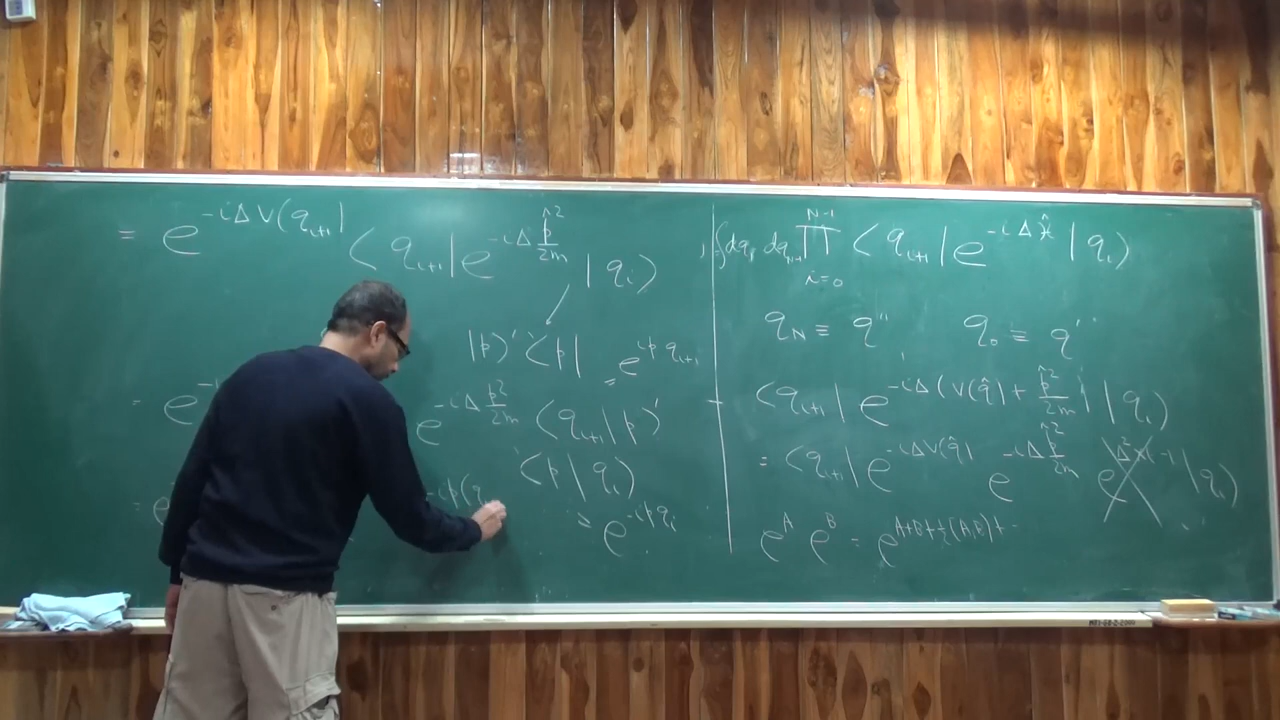 = e^{-iΔV(q_{i+1})} ⟨q_{i+1}| e^{-iΔ p̂²/2m} |q_i⟩
|p⟩⟨p|
= e^{ipq_{i+1}}
= e^{-i
e^{-iΔ p²/2m} ⟨q_{i+1}|p⟩
⟨p|q_i⟩
= e
-ip(q_i
= e^{-ipq_i}
∫dq_1 dq_{N-1} ∏_{i=0}^{N-1} ⟨q_{i+1}| e^{-iΔĤ} |q_i⟩
q_N ≡ q'' q_0 ≡ q'
⟨q_{i+1}| e^{-iΔ(V(q̂) + p̂²/2m)} |q_i⟩
= ⟨q_{i+1}| e^{-iΔV(q̂)} e^{-iΔ p̂²/2m} |q_i⟩
e^A e^B = e^{A+B+½[A,B]+-